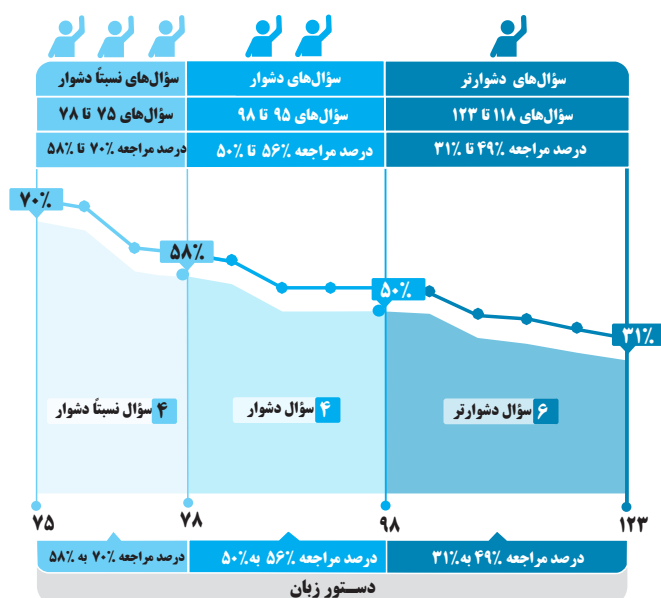 سؤال‌های نسبتاً دشوار
سؤال‌های دشوار
سؤال‌های دشوارتر
سؤال‌های ۷۵ تا ۷۸
سؤال‌های ۹۵ تا ۹۸
سؤال‌های ۱۱۸ تا ۱۲۳
درصد مراجعه ۷۰% تا ۵۸%
درصد مراجعه ۵۶% تا ۵۰%
درصد مراجعه ۴۹% تا ۳۱%
۷۰%
۵۸%
۵۰%
۳۱%
۴ سؤال نسبتاً دشوار
۴ سؤال دشوار
۶ سؤال دشوارتر
۷۵
۷۸
۹۸
۱۲۳
درصد مراجعه ۷۰% به ۵۸%
درصد مراجعه ۵۶% به ۵۰%
درصد مراجعه ۴۹% به ۳۱%
دستور زبان